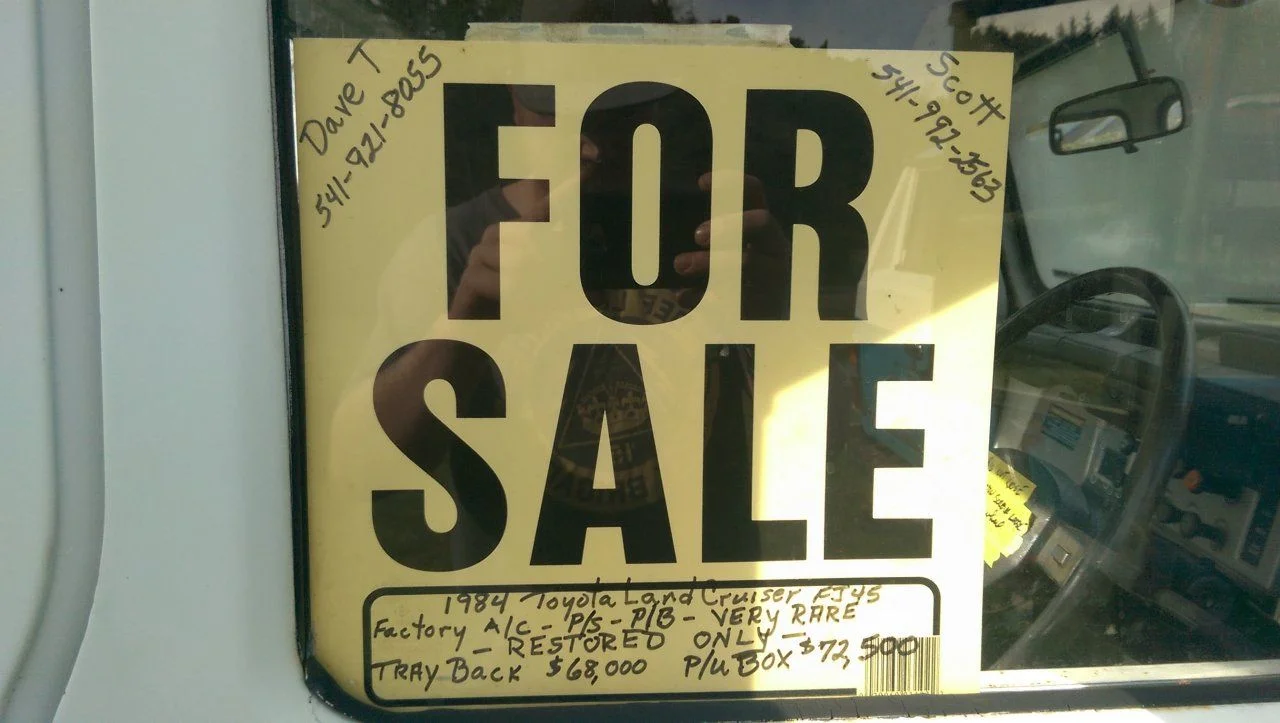 Dave T
541-921-8055
Scott
541-992-2563
FOR
SALE
1984 Toyota Land Cruiser FJ45
Factory A/C - P/S - P/B - VERY RARE
- RESTORED ONLY -
TRAY BACK $68,000 P/U BOX $72,500